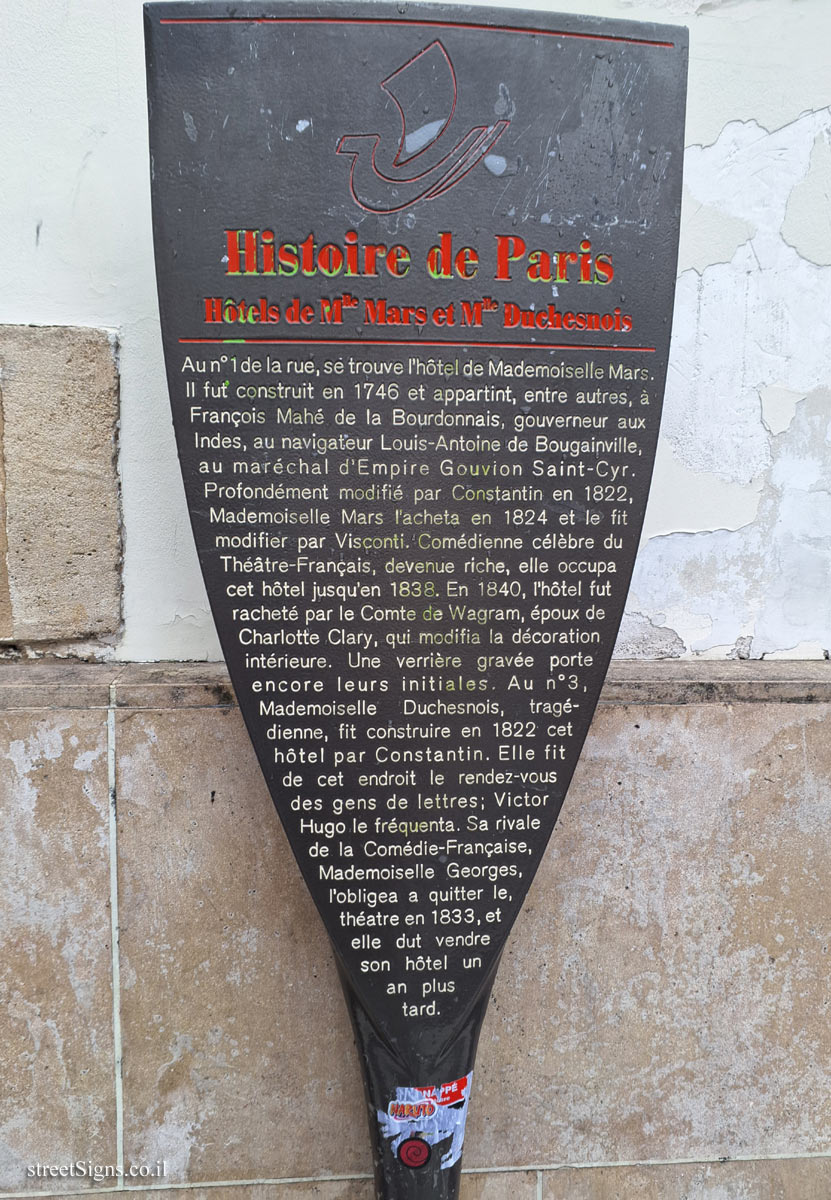 Histoire de Paris
Hôtels de Mlle Mars et Mlle Duchesnois
Au n°1 de la rue, se trouve l'hôtel de Mademoiselle Mars.
Il fut construit en 1746 et appartint, entre autres, à
François Mahé de la Bourdonnais, gouverneur aux
Indes, au navigateur Louis-Antoine de Bougainville,
au maréchal d'Empire Gouvion Saint-Cyr.
Profondément modifié par Constantin en 1822,
Mademoiselle Mars l'acheta en 1824 et le fit
modifier par Visconti. Comédienne célèbre du
Théâtre-Français, devenue riche, elle occupa
cet hôtel jusqu'en 1838. En 1840, l'hôtel fut
racheté par le Comte de Wagram, époux de
Charlotte Clary, qui modifia la décoration
intérieure. Une verrière gravée porte
encore leurs initiales. Au n°3,
Mademoiselle Duchesnois, tragé-
dienne, fit construire en 1822 cet
hôtel par Constantin. Elle fit
de cet endroit le rendez-vous
des gens de lettres; Victor
Hugo le fréquenta. Sa rivale
de la Comédie-Française,
Mademoiselle Georges,
l'obligea a quitter le,
théatre en 1833, et
elle dut vendre
son hôtel un
an plus
tard.
NARUTO
streetSigns.co.il